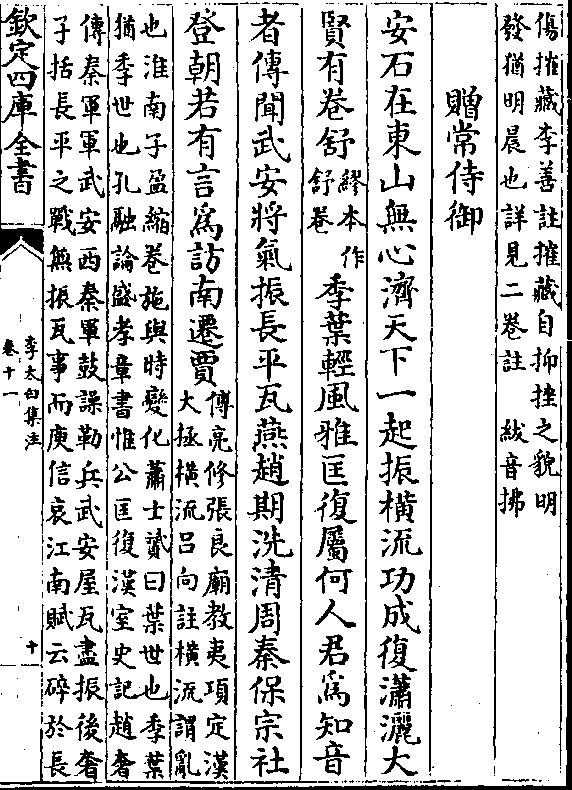 傷摧藏李善註摧藏自抑挫之貌明
發猶明晨也詳見二卷註　紱音拂
贈常侍御
安石在東山無心濟天下一起振橫流功成復瀟灑大
賢有卷舒繆本作舒卷季葉輕風雅匡復屬何人君爲知音
者傳聞武安將氣振長平瓦燕趙期洗清周秦保宗社
登朝若有言爲訪南遷賈傅亮修張良廟教夷項定漢
大拯橫流吕向註橫流謂亂
也淮南子盈縮卷施與時變化蕭士贇曰葉世也季葉
猶季世也孔融論盛孝章書惟公匡復漢室史記趙奢
傳秦軍軍武安西秦軍鼓譟勒兵武安屋瓦盡振後奢
子括長平之戰無振瓦事而庾信哀江南賦云碎於長
欽定四庫全書
李太白集注
卷十一
十